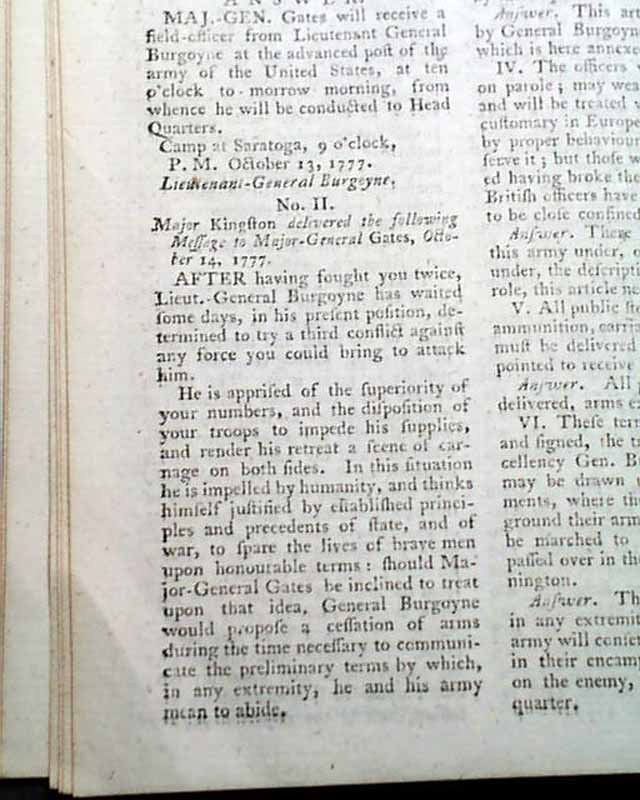 ANSWER.
MAJ.-GEN. Gates will receive a
field-officer from Lieutenant General
Burgoyne at the advanced poſt of the
army of the United States, at ten
o'clock to-morrow morning, from
whence he will be conducted to Head
Quarters.
Camp at Saratoga, 9 o'clock,
P. M. October 13, 1777.
Lieutenant-General Burgoyne.
No. II.
Major Kingſton delivered the following
Meſſage to Major-General Gates, Octo-
ber 14, 1777.
AFTER having fought you twice,
Lieut.-General Burgoyne has waited
ſome days, in his preſent poſition, de-
termined to try a third conflict againſt
any force you could bring to attack
him.
He is appriſed of the ſuperiority of
your numbers, and the diſpoſition of
your troops to impede his ſupplies,
and render his retreat a ſcene of car-
nage on both ſides. In this ſituation
he is impelled by humanity, and thinks
himſelf juſtified by eſtabliſhed princi-
ples and precedents of ſtate, and of
war, to ſpare the lives of brave men
upon honourable terms: ſhould Ma-
jor-General Gates be inclined to treat
upon that idea, General Burgoyne
would propoſe a ceſſation of arms
during the time neceſſary to communi-
cate the preliminary terms by which,
in any extremity, he and his army
mean to abide.
Anſwer. This ar
by General Burgoyn
which is here annexe
IV. The officers
on parole; may wea
and will be treated
cuſtomary in Europe
by proper behaviour
ſerve it; but thoſe w
ed having broke the
Britiſh officers have
to be cloſe confined
Anſwer. There
this army under, o
under, the deſcripti
role, this article ne
V. All public ſto
ammunition, carri
muſt be delivered
pointed to receive
Anſwer. All
delivered, arms e
VI. Theſe ter
and ſigned, the t
cellency Gen. B
may be drawn
ments, where th
ground their arm
be marched to
paſſed over in th
nington.
Anſwer. Th
in any extremit
army will conſe
in their encam
on the enemy,
quarter.